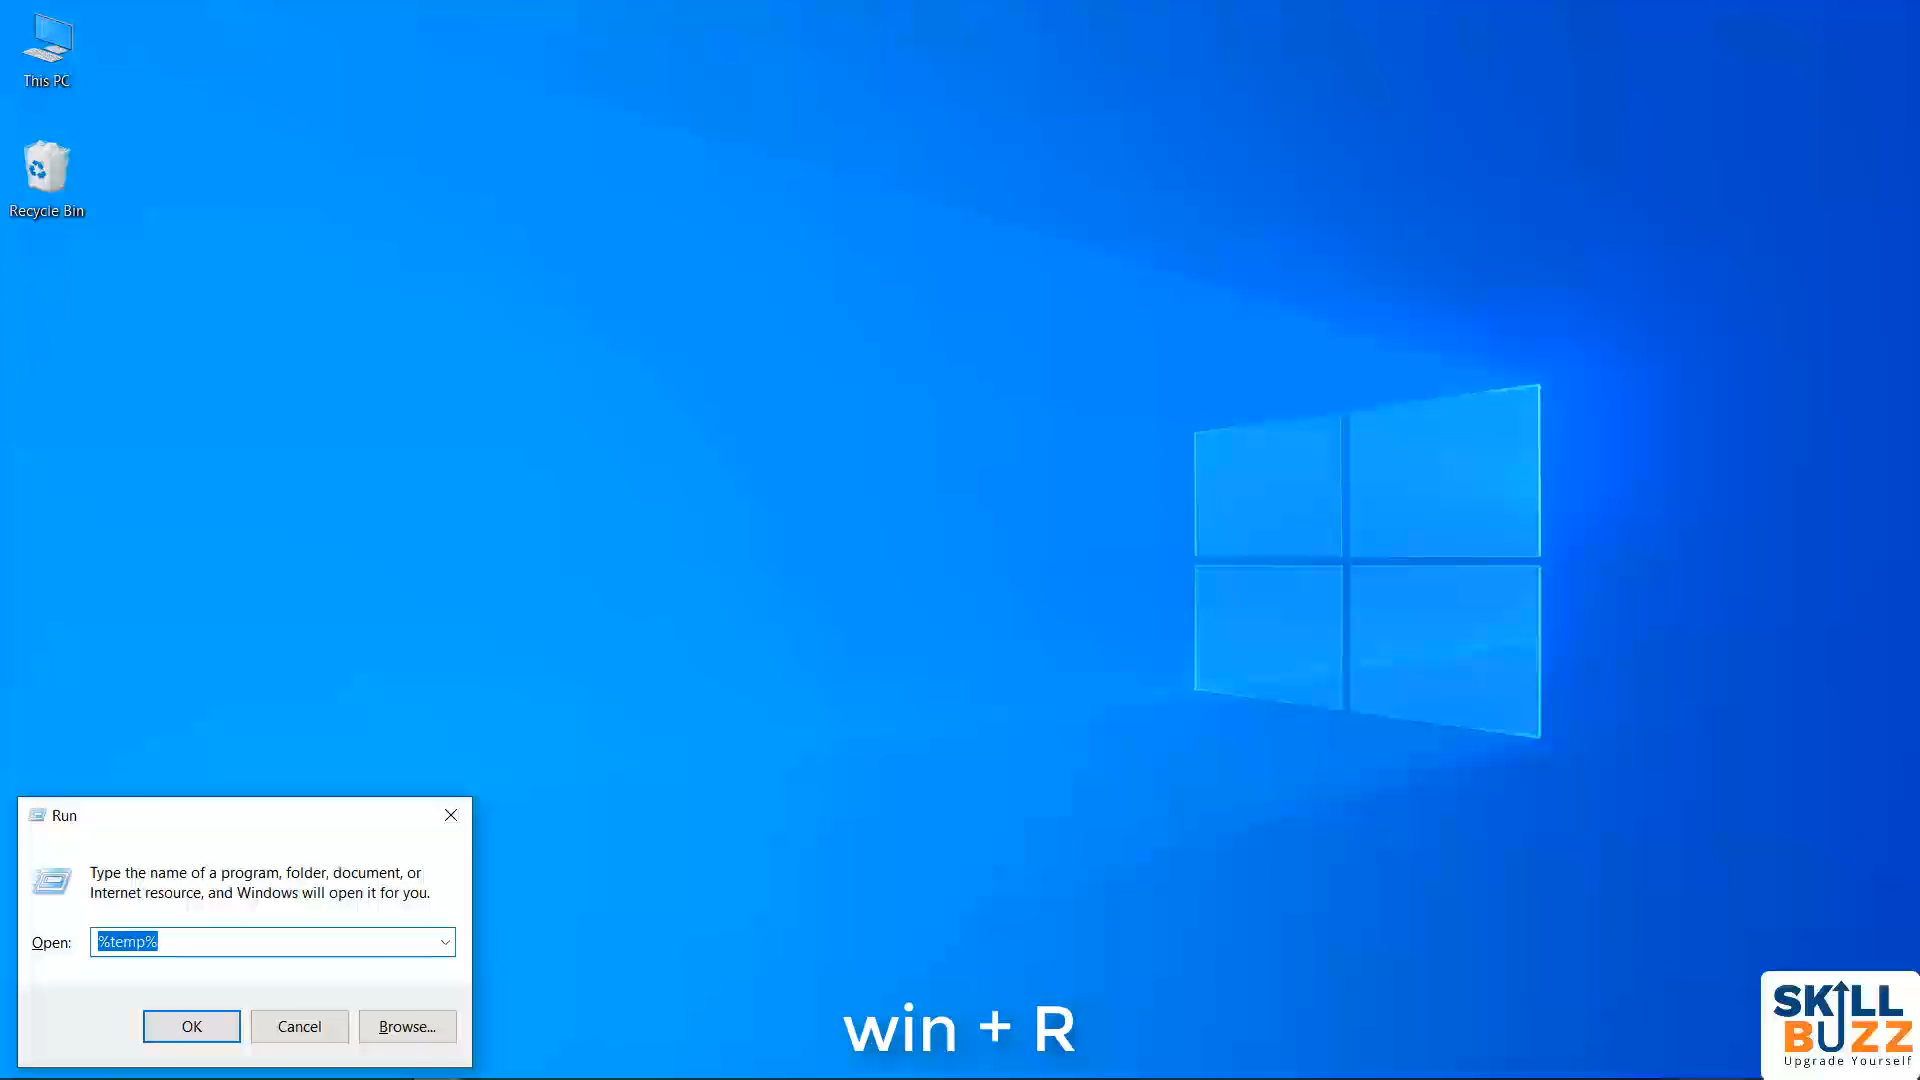 This PC
Recycle Bin
Run
Type the name of a program, folder, document, or
Internet resource, and Windows will open it for you.
Open:
%temp%
OK
Cancel
Browse...
win + R
SKILL
BUZZ
Upgrade Yourself